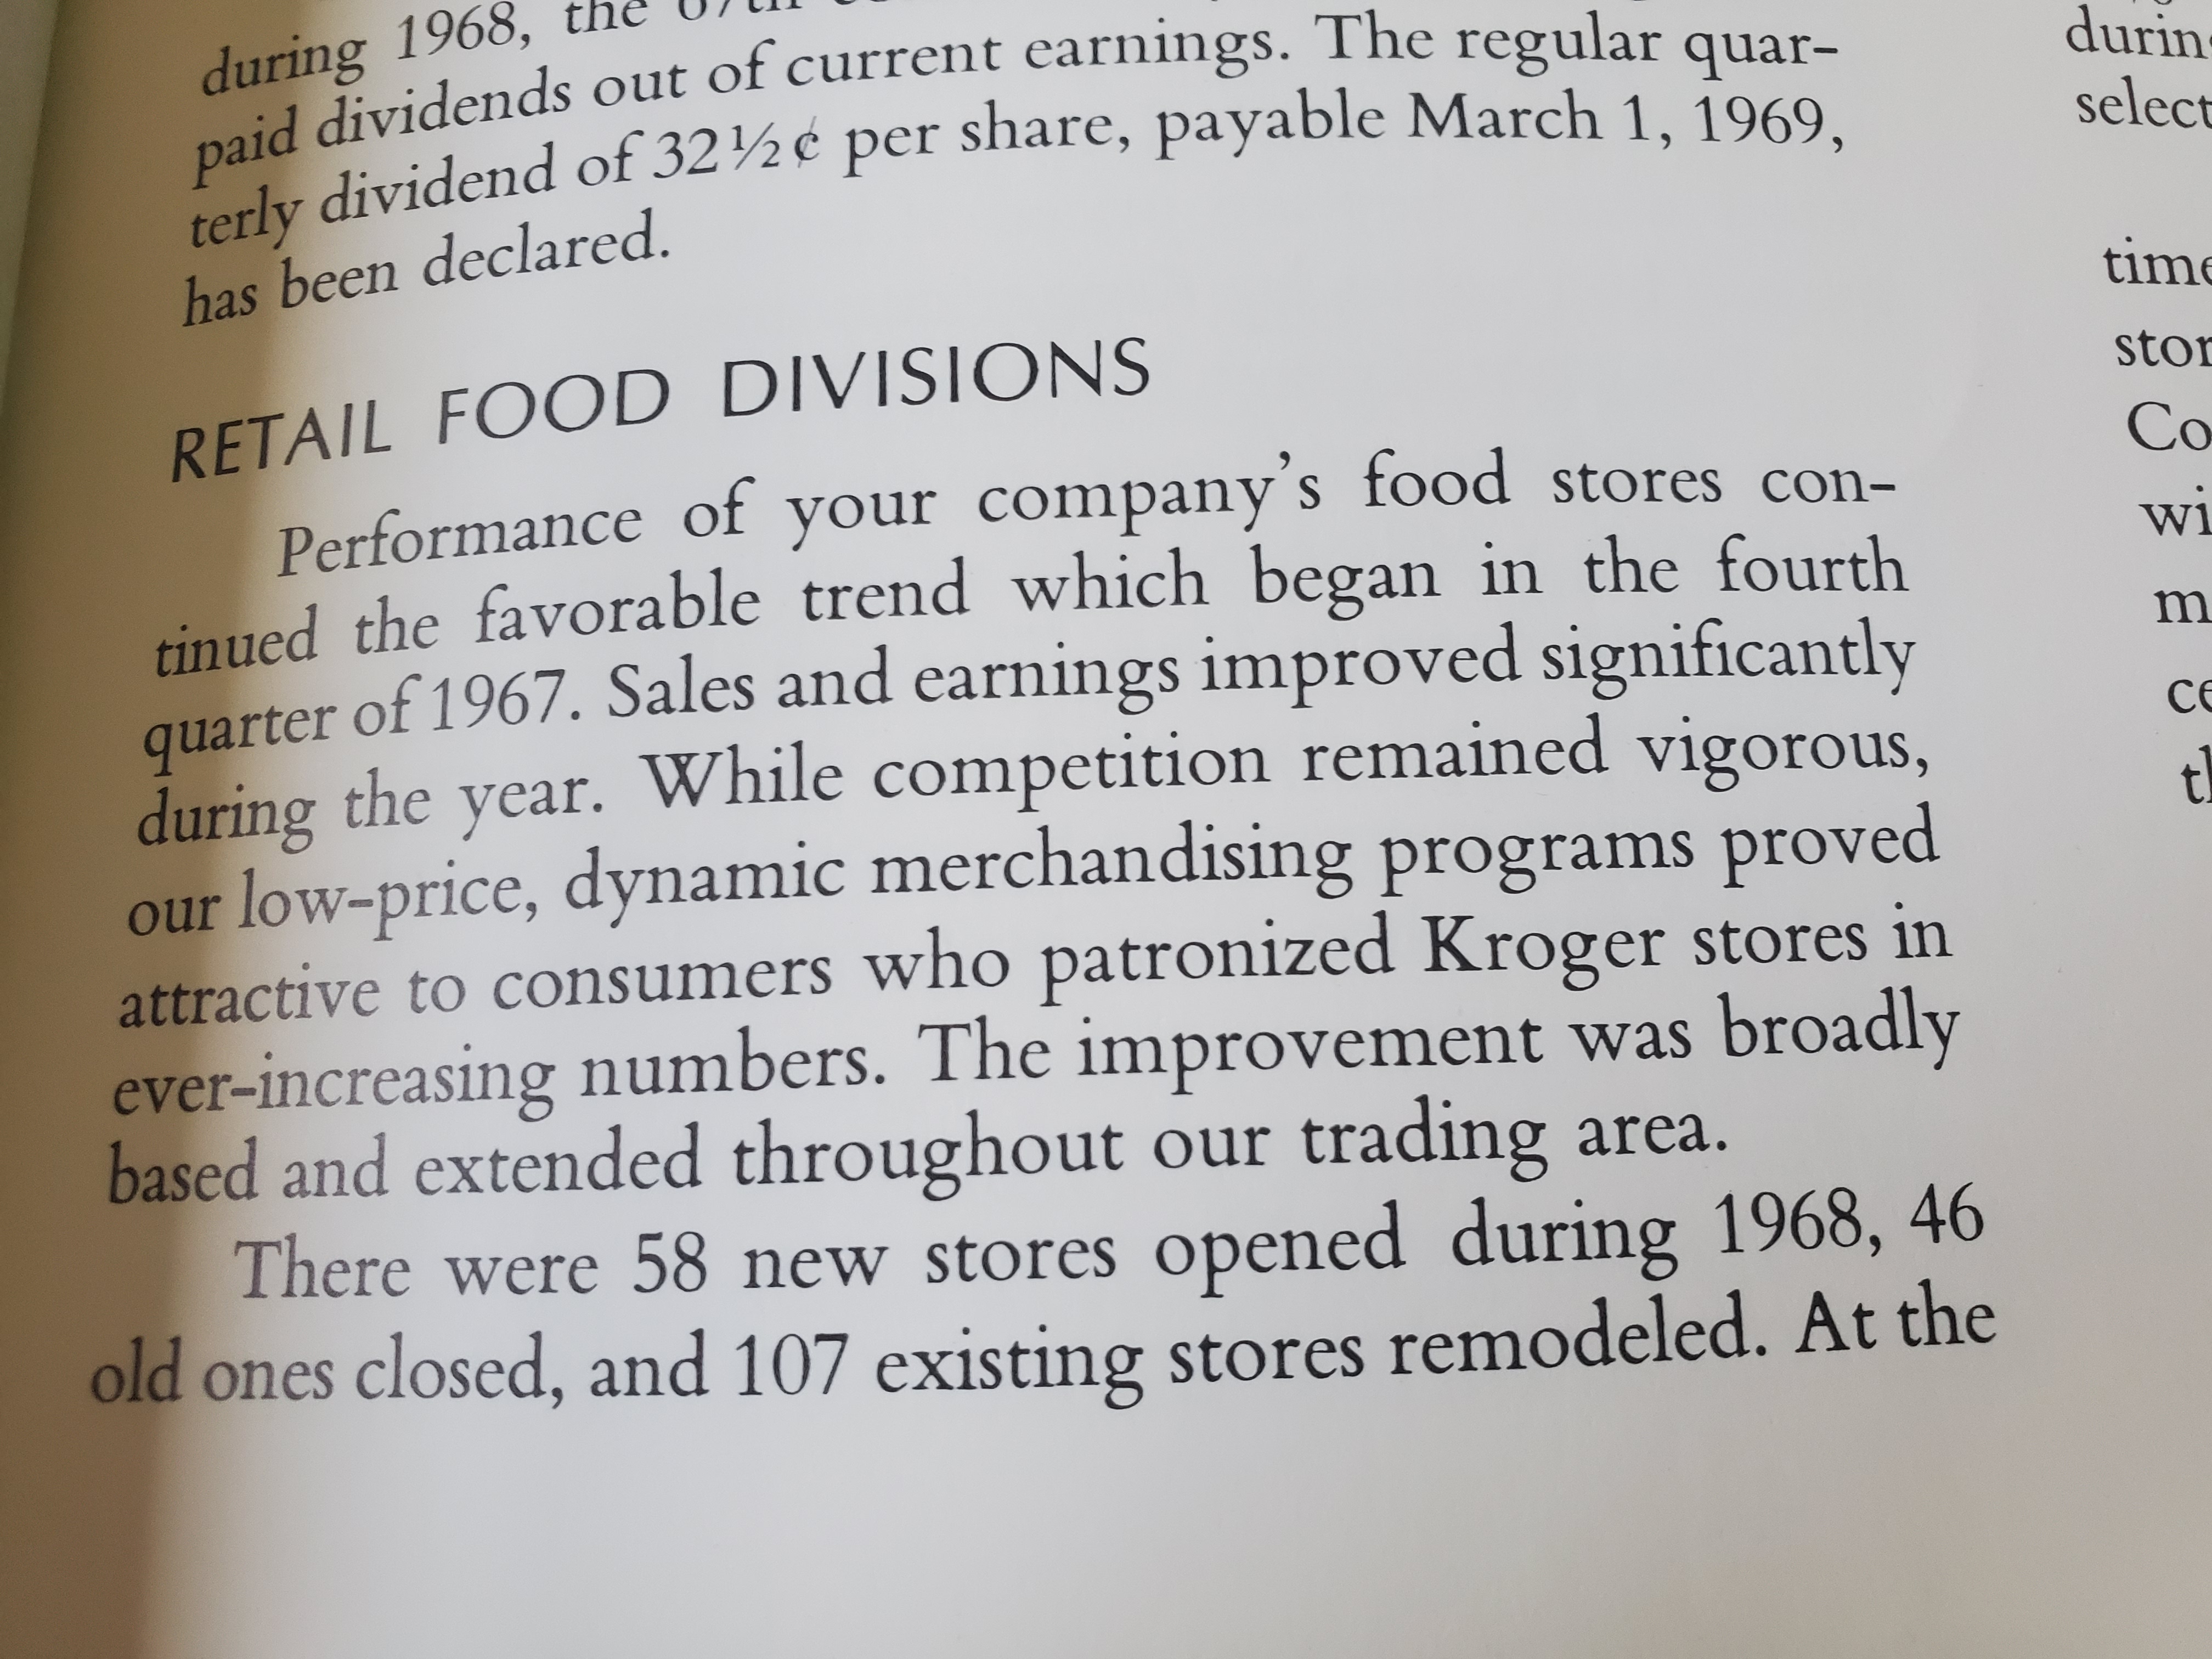 during 1968, the 67th
paid dividends out of current earnings. The regular quar-
terly dividend of 32½¢ per share, payable March 1, 1969,
has been declared.
RETAIL FOOD DIVISIONS
Performance of your company's food stores con-
tinued the favorable trend which began in the fourth
quarter of 1967. Sales and earnings improved significantly
during the year. While competition remained vigorous,
our low-price, dynamic merchandising programs proved
attractive to consumers who patronized Kroger stores in
ever-increasing numbers. The improvement was broadly
based and extended throughout our trading area.
There were 58 new stores opened during 1968, 46
old ones closed, and 107 existing stores remodeled. At the